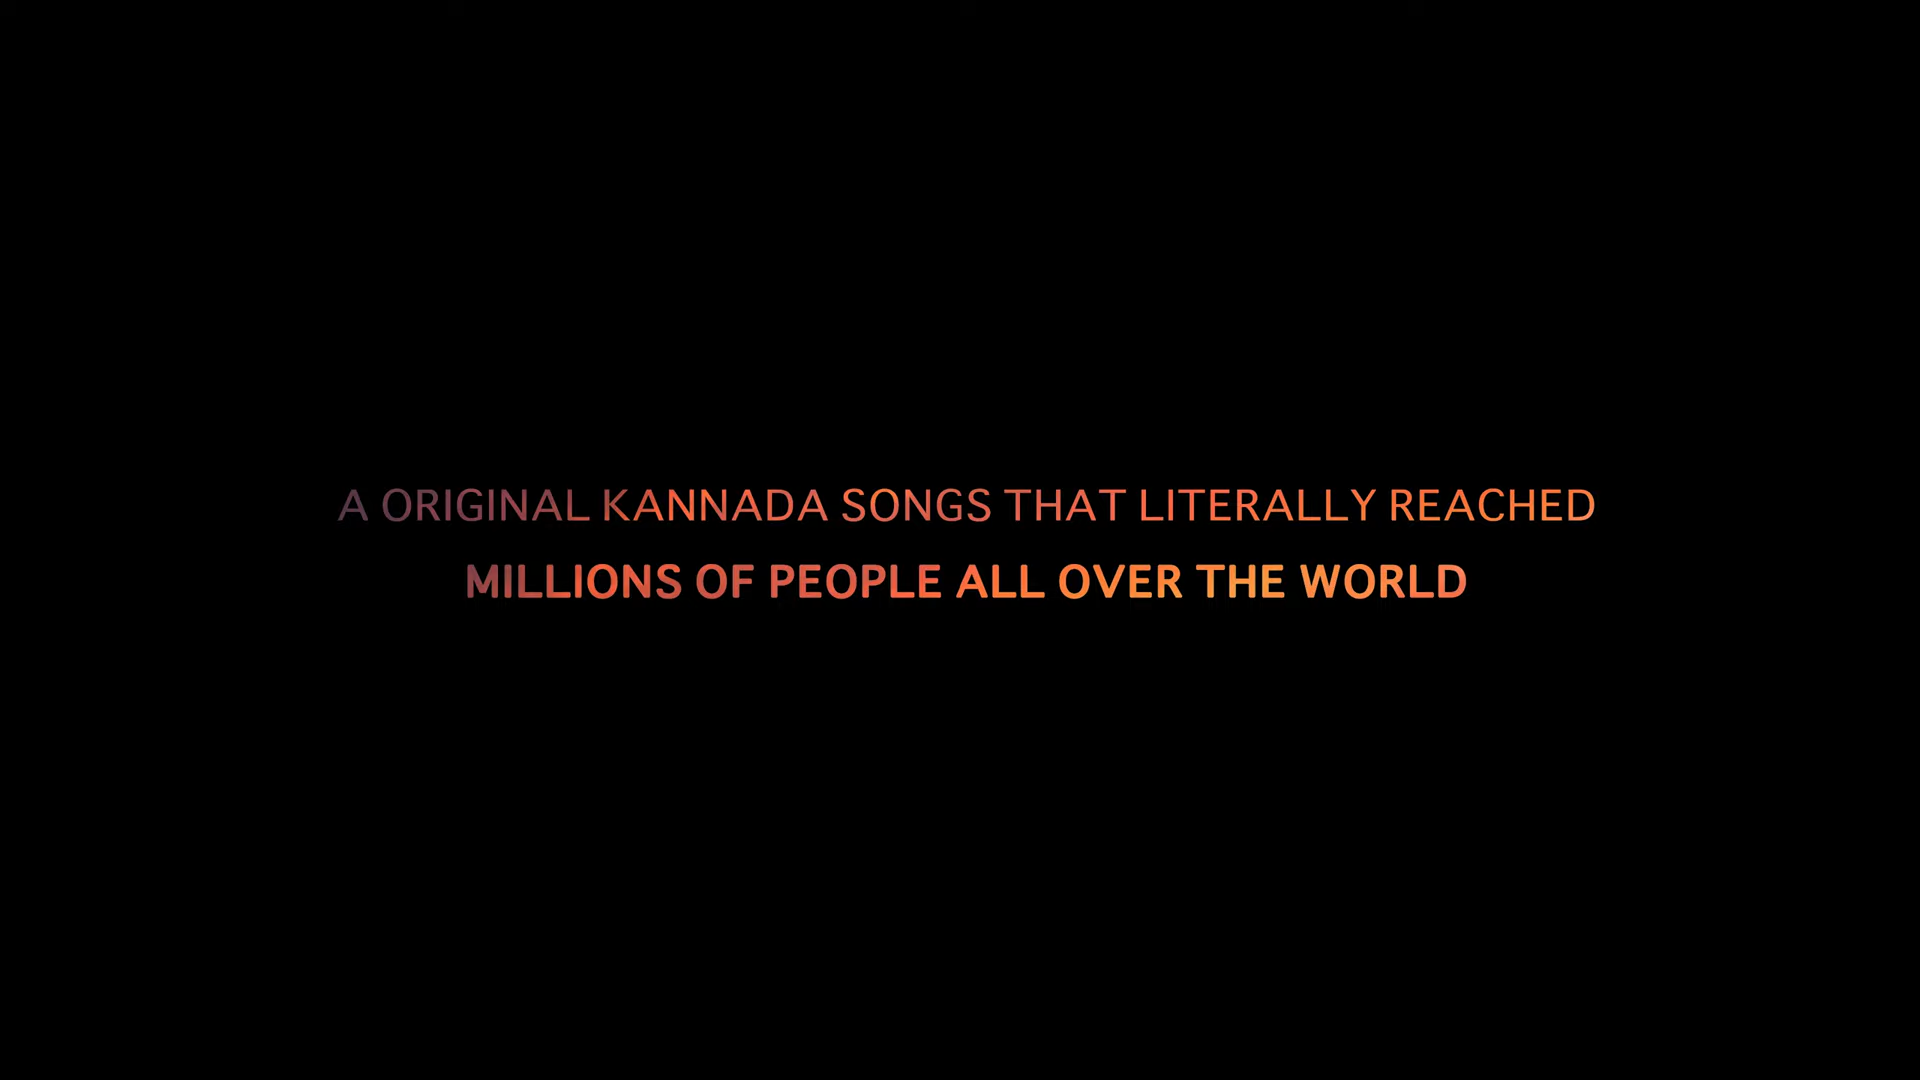 A ORIGINAL KANNADA SONGS THAT LITERALLY REACHED
MILLIONS OF PEOPLE ALL OVER THE WORLD